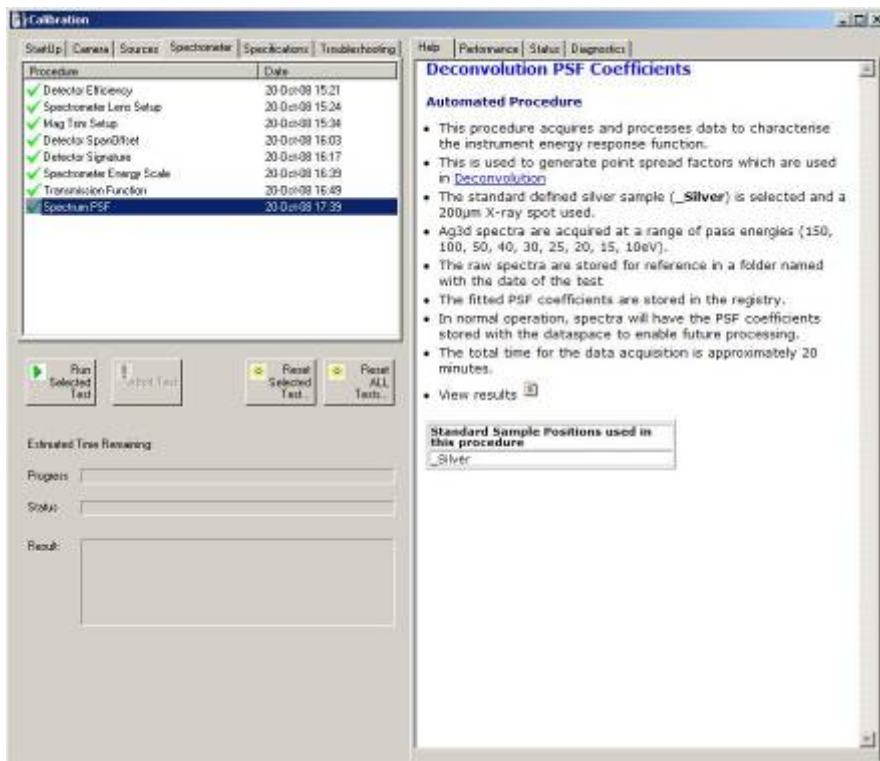 Calibration
StartUp Camera Sources Spectrometer Specifications Troubleshooting
Procedure Date
Detector Efficiency 20-Oct-08 15:21
Spectrometer Lens Setup 20-Oct-08 15:24
Mag Trim Setup 20-Oct-08 15:34
Detector Span/Offset 20-Oct-08 16:03
Detector Signature 20-Oct-08 16:17
Spectrometer Energy Scale 20-Oct-08 16:39
Transmission Function 20-Oct-08 16:49
Spectrum PSF 20-Oct-08 17:39
Run
Selected
Test
Abort Test
Reset
Selected
Test...
Reset
ALL
Tests...
Estimated Time Remaining
Progress
Status
Result:
Help Performance Status Diagnostics
Deconvolution PSF Coefficients
Automated Procedure
• This procedure acquires and processes data to characterise
the instrument energy response function.
• This is used to generate point spread factors which are used
in Deconvolution
• The standard defined silver sample (_Silver) is selected and a
200µm X-ray spot used.
• Ag3d spectra are acquired at a range of pass energies (150,
100, 50, 40, 30, 25, 20, 15, 10eV).
• The raw spectra are stored for reference in a folder named
with the date of the test
• The fitted PSF coefficients are stored in the registry.
• In normal operation, spectra will have the PSF coefficients
stored with the dataspace to enable future processing.
• The total time for the data acquisition is approximately 20
minutes.
• View results
Standard Sample Positions used in
this procedure
_Silver